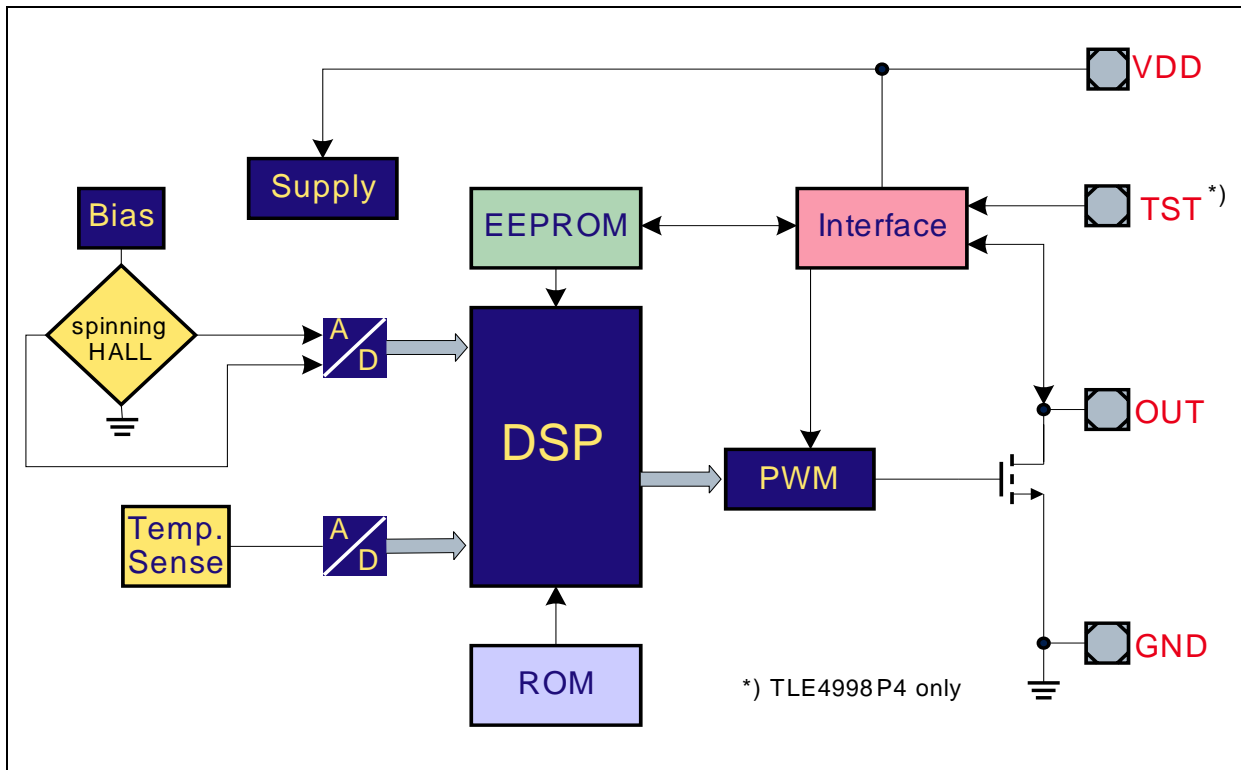 VDD
Supply
Bias
EEPROM
Interface
TST *)
spinning
HALL
A
D
DSP
OUT
PWM
Temp.
Sense
A
D
GND
ROM
*) TLE4998P4 only